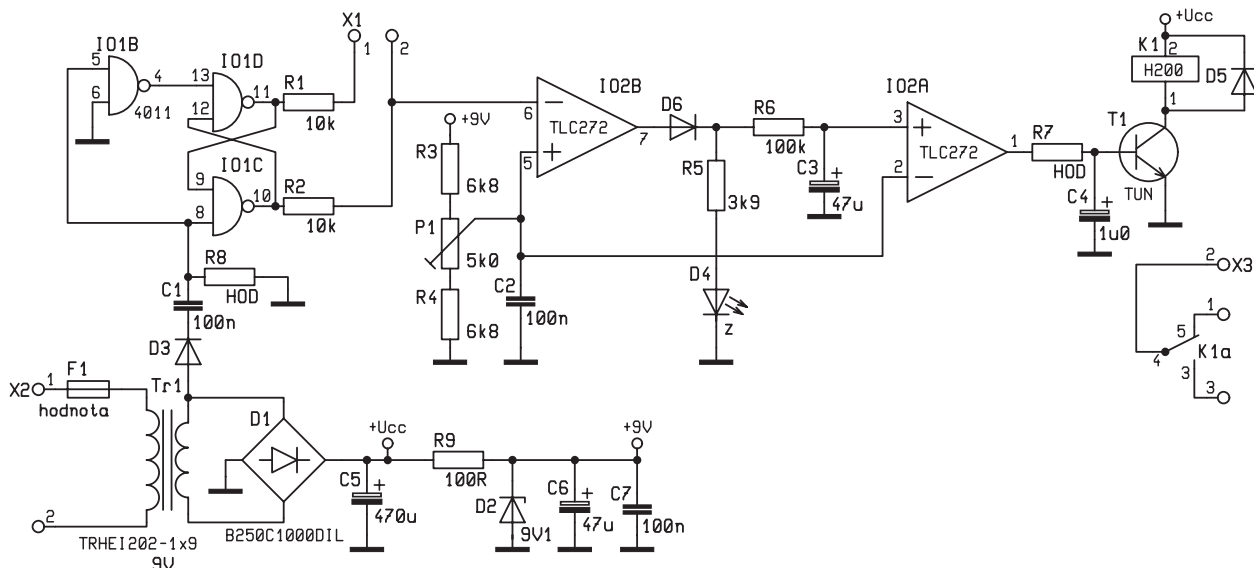 X1
1
2
IO1B
5
6
4
4011
IO1D
13
12
11
R1
10k
IO1C
9
8
10
R2
10k
R8
HOD
C1
100n
D3
+9V
R3
6k8
P1
5k0
R4
6k8
C2
100n
IO2B
6
5
7
TLC272
D6
R6
100k
R5
3k9
D4
z
C3
+
47u
IO2A
3
2
1
TLC272
R7
HOD
C4
+
1u0
T1
TUN
+Ucc
K1
2
H200
1
D5
2
X3
1
5
4
K1a
3
3
X2
1
F1
hodnota
2
Tr1
TRHEI202-1x9
9V
D1
B250C1000DIL
+Ucc
C5
+
470u
R9
100R
D2
9V1
C6
+
47u
+9V
C7
100n